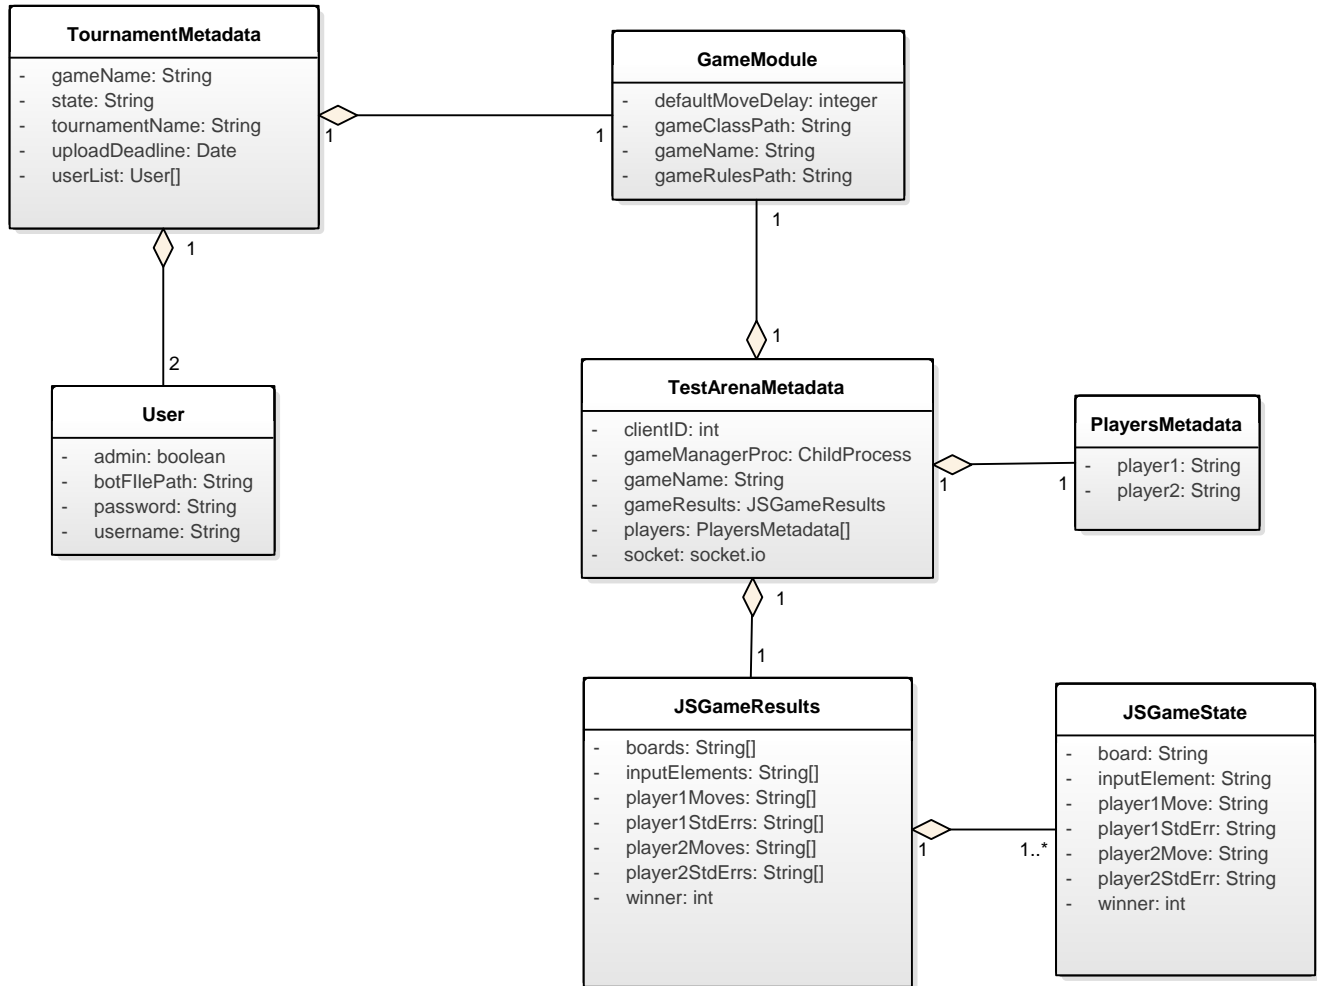 TournamentMetadata
- gameName: String
- state: String
- tournamentName: String
- uploadDeadline: Date
- userList: User[]
1
1
GameModule
- defaultMoveDelay: integer
- gameClassPath: String
- gameName: String
- gameRulesPath: String
1
1
1
2
User
- admin: boolean
- botFIlePath: String
- password: String
- username: String
TestArenaMetadata
- clientID: int
- gameManagerProc: ChildProcess
- gameName: String
- gameResults: JSGameResults
- players: PlayersMetadata[]
- socket: socket.io
1
1
PlayersMetadata
- player1: String
- player2: String
1
1
JSGameResults
- boards: String[]
- inputElements: String[]
- player1Moves: String[]
- player1StdErrs: String[]
- player2Moves: String[]
- player2StdErrs: String[]
- winner: int
1
1..*
JSGameState
- board: String
- inputElement: String
- player1Move: String
- player1StdErr: String
- player2Move: String
- player2StdErr: String
- winner: int